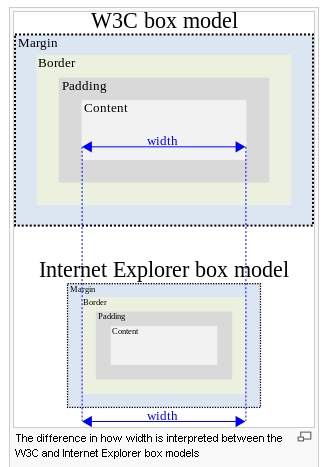 W3C box model
Margin
Border
Padding
Content
width
Internet Explorer box model
Margin
Border
Padding
Content
width
The difference in how width is interpreted between the
W3C and Internet Explorer box models